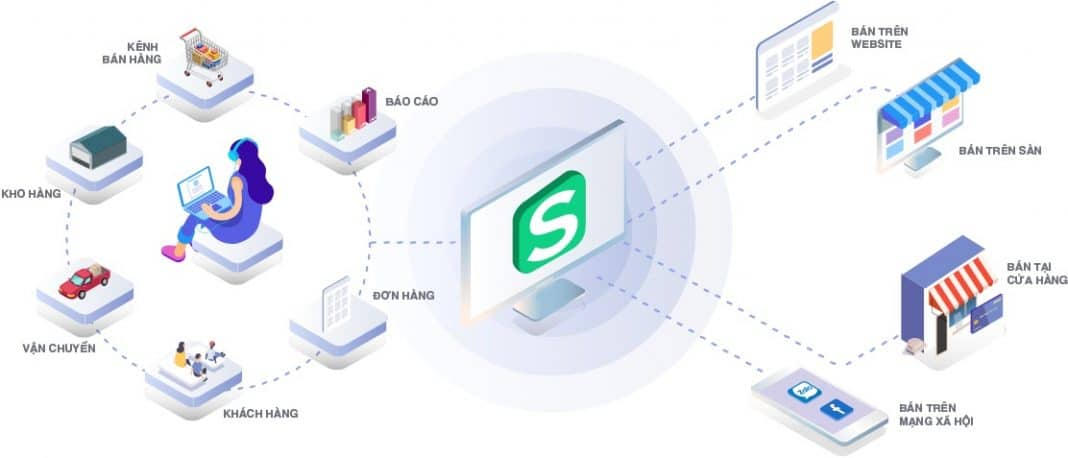 KÊNH
BÁN HÀNG
BÁO CÁO
KHO HÀNG
ĐƠN HÀNG
VẬN CHUYỂN
KHÁCH HÀNG
S
BÁN TRÊN
WEBSITE
BÁN TRÊN SÀN
BÁN TẠI
CỬA HÀNG
Zalo
f
BÁN TRÊN
MẠNG XÃ HỘI